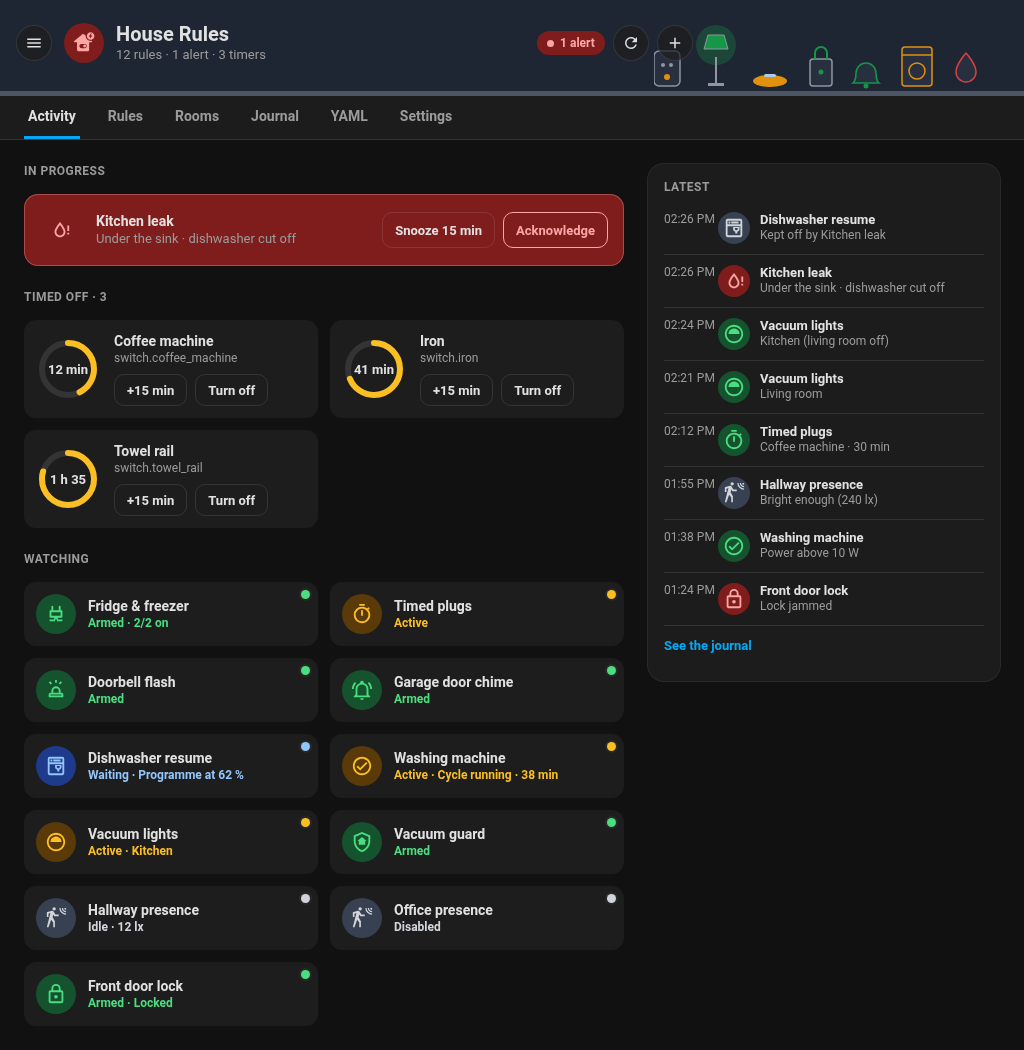 House Rules
12 rules · 1 alert · 3 timers
1 alert
Activity
Rules
Rooms
Journal
YAML
Settings
IN PROGRESS
Kitchen leak
Under the sink · dishwasher cut off
Snooze 15 min
Acknowledge
TIMED OFF · 3
12 min
Coffee machine
switch.coffee_machine
+15 min
Turn off
41 min
Iron
switch.iron
+15 min
Turn off
1 h 35
Towel rail
switch.towel_rail
+15 min
Turn off
WATCHING
Fridge & freezer
Armed · 2/2 on
Timed plugs
Active
Doorbell flash
Armed
Garage door chime
Armed
Dishwasher resume
Waiting · Programme at 62 %
Washing machine
Active · Cycle running · 38 min
Vacuum lights
Active · Kitchen
Vacuum guard
Armed
Hallway presence
Idle · 12 lx
Office presence
Disabled
Front door lock
Armed · Locked
LATEST
02:26 PM
Dishwasher resume
Kept off by Kitchen leak
02:26 PM
Kitchen leak
Under the sink · dishwasher cut off
02:24 PM
Vacuum lights
Kitchen (living room off)
02:21 PM
Vacuum lights
Living room
02:12 PM
Timed plugs
Coffee machine · 30 min
01:55 PM
Hallway presence
Bright enough (240 lx)
01:38 PM
Washing machine
Power above 10 W
01:24 PM
Front door lock
Lock jammed
See the journal